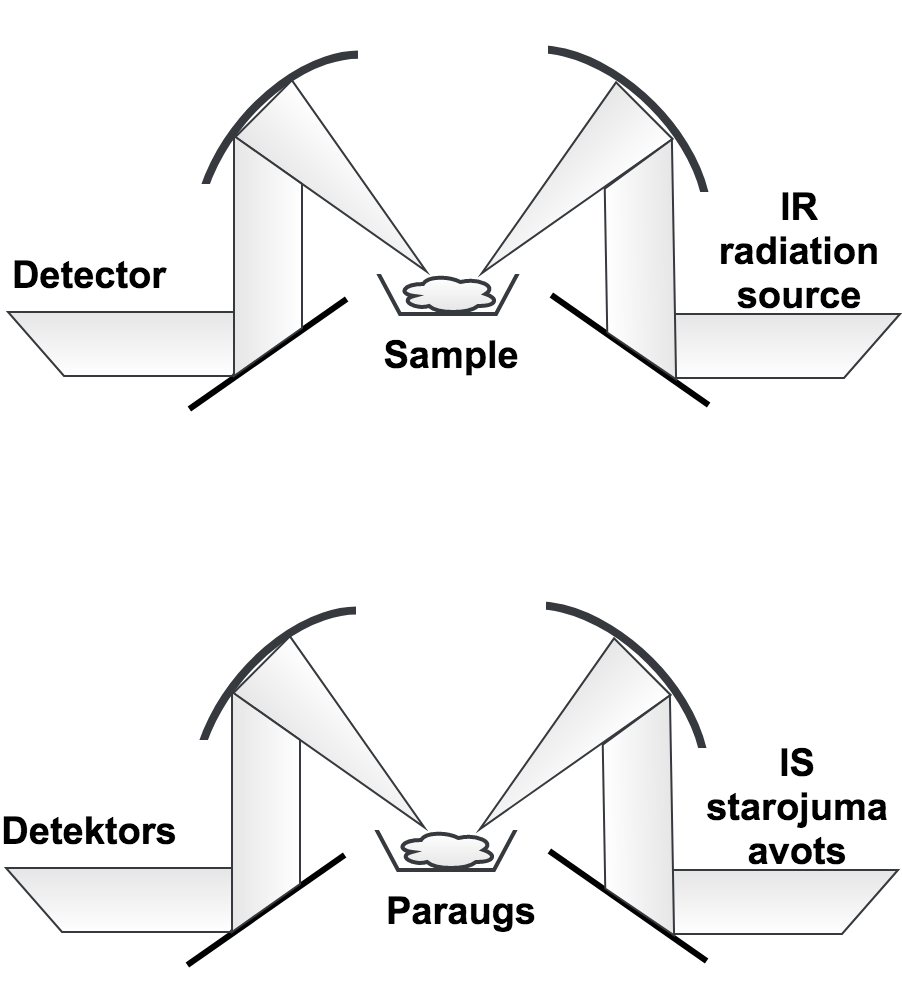 IR
radiation
source
Detector
Sample
IS
starojuma
avots
Detektors
Paraugs